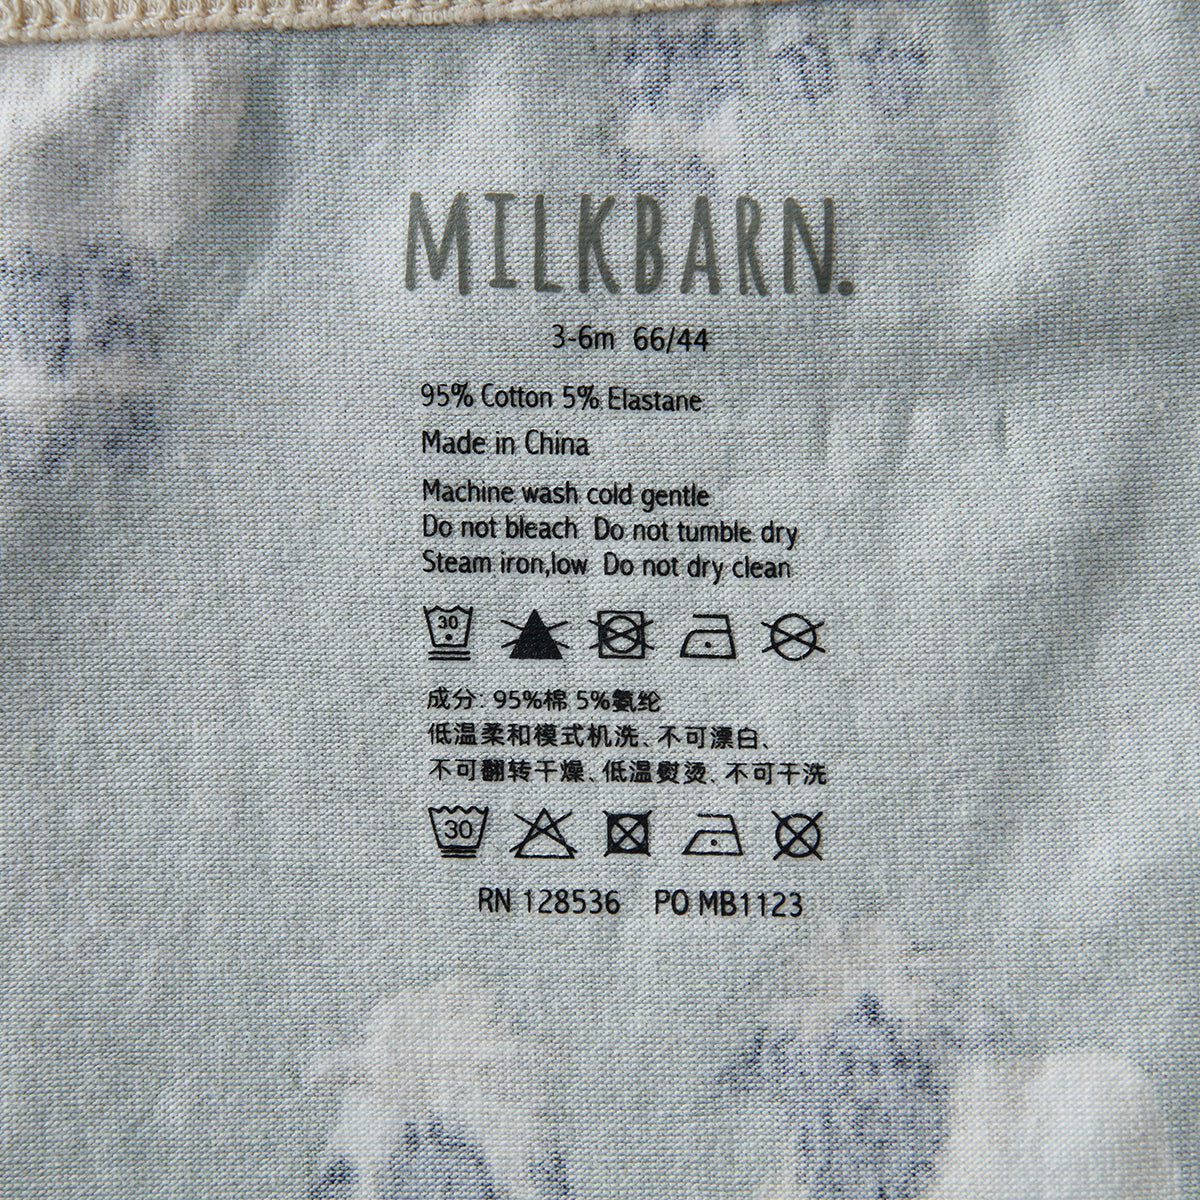 MILKBARN.
3-6m 66/44
95% Cotton 5% Elastane
Made in China
Machine wash cold gentle
Do not bleach Do not tumble dry
Steam iron,low Do not dry clean
30
成分: 95%棉 5%氨纶
低温柔和模式机洗、不可漂白、
不可翻转干燥、低温熨烫、不可干洗
30
RN 128536 PO MB1123